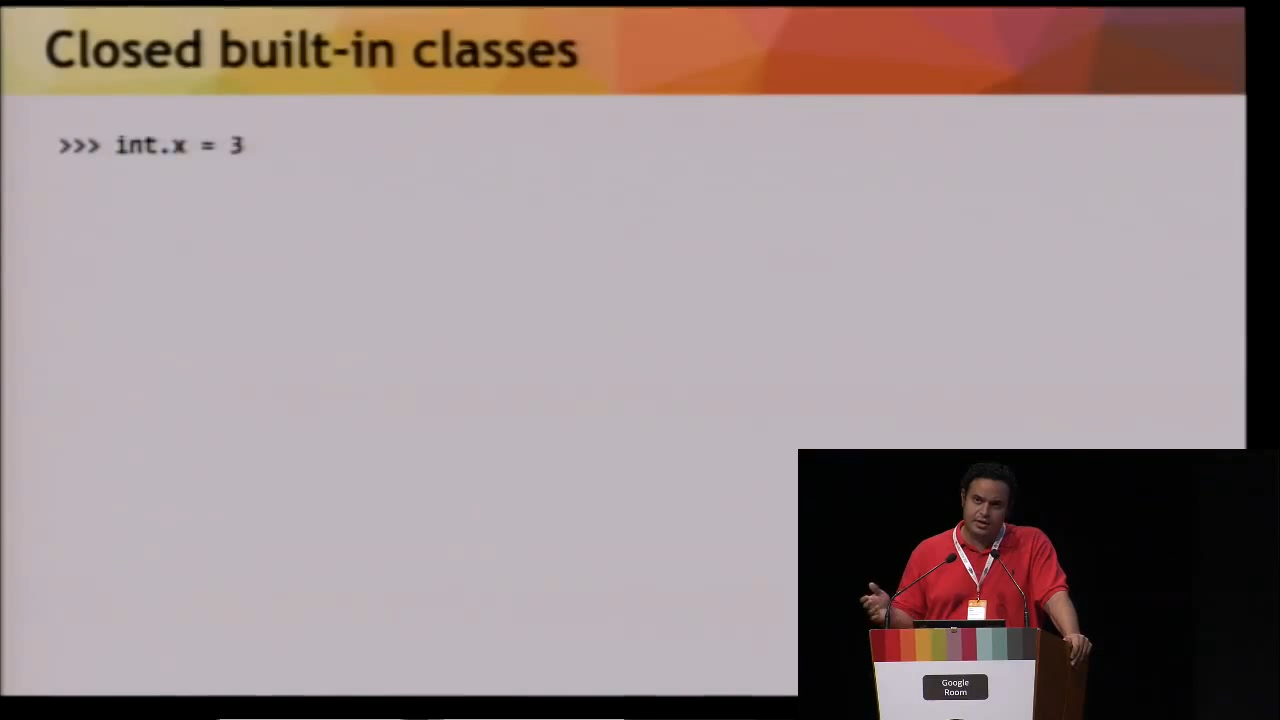 Closed built-in classes
>>> int.x = 3
Google
Room